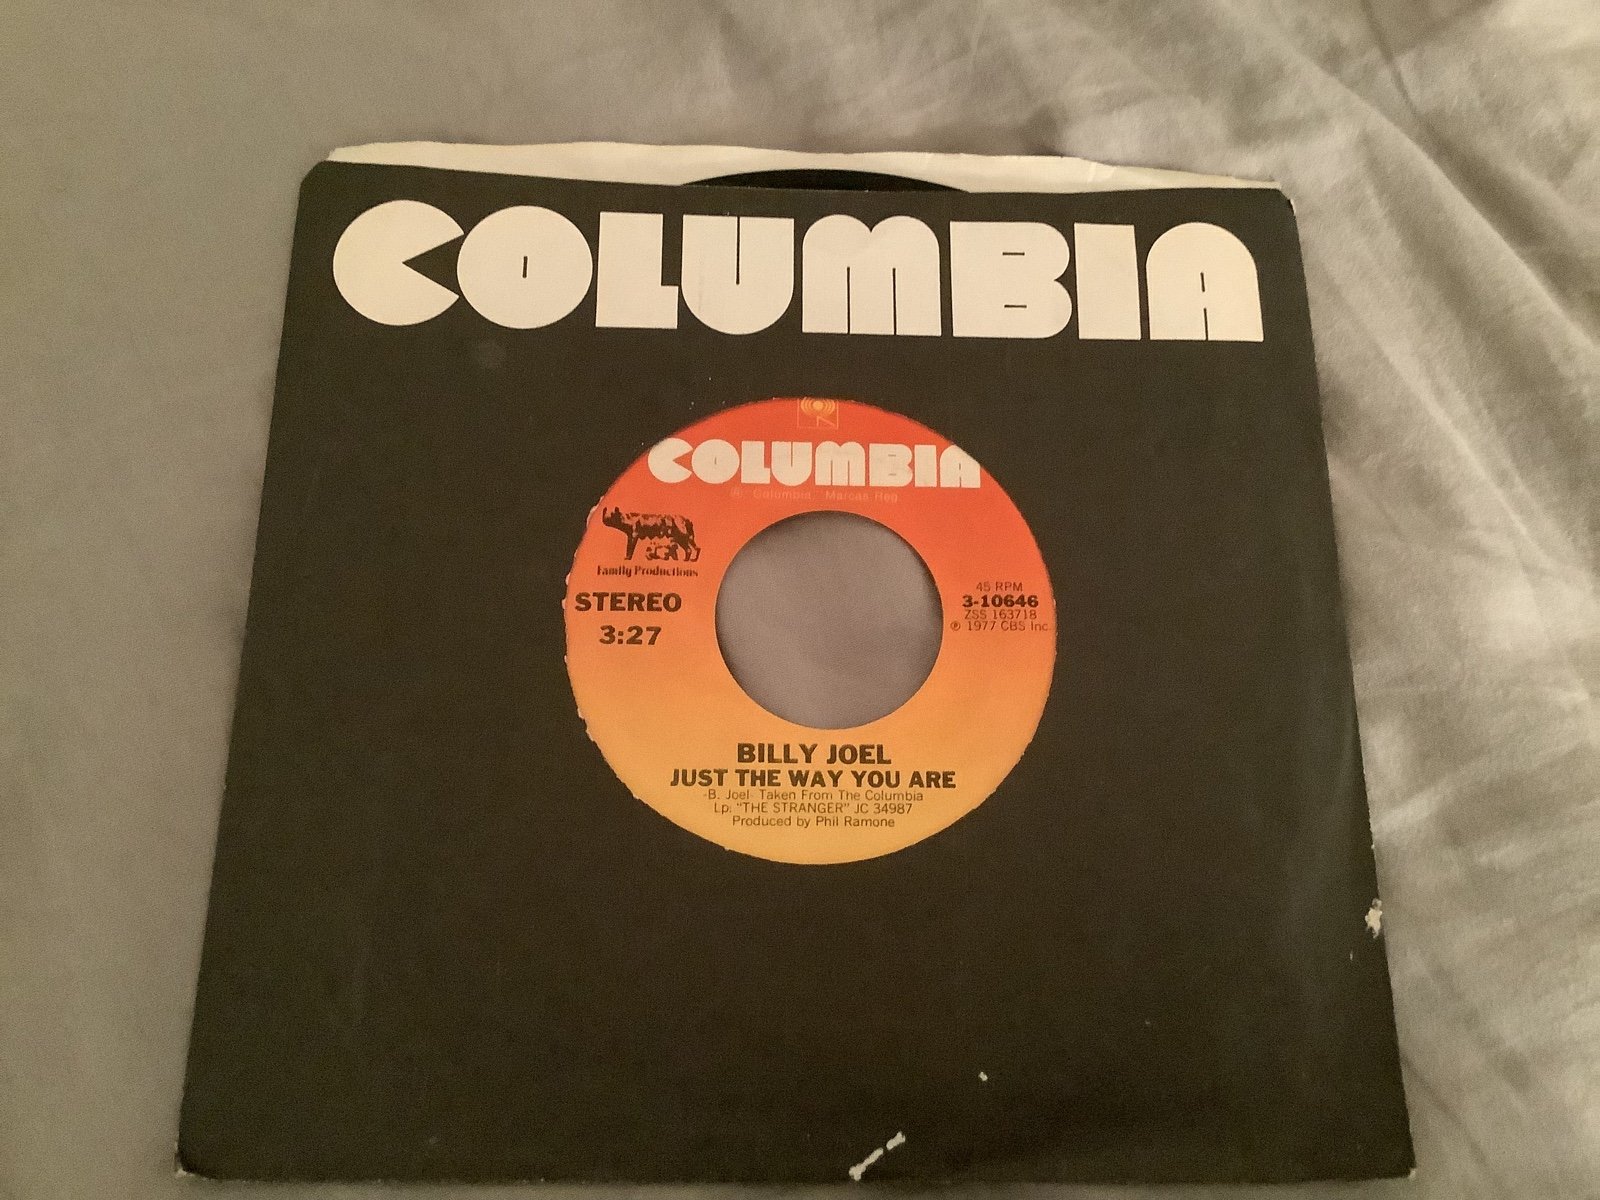 COLUMBIA
COLUMBIA
® "Columbia," Marcas Reg.
Family Productions
STEREO
3:27
45 RPM
3-10646
ZSS 163718
℗ 1977 CBS Inc.
BILLY JOEL
JUST THE WAY YOU ARE
-B. Joel- Taken From The Columbia
Lp: "THE STRANGER" JC 34987
Produced by Phil Ramone